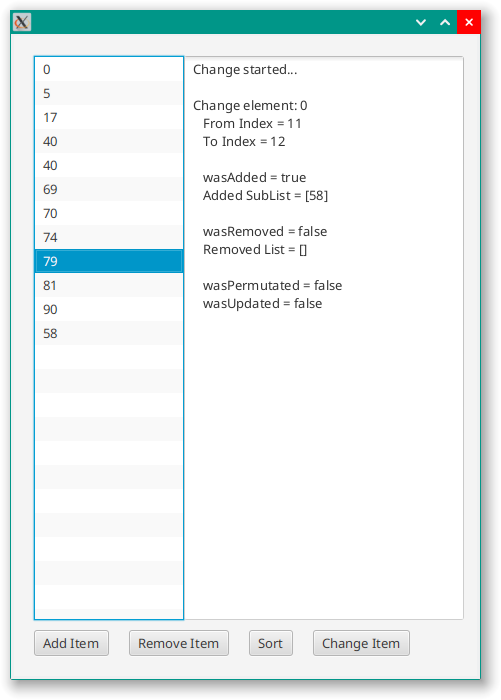 0
5
17
40
40
69
70
74
79
81
90
58
Change started...
Change element: 0
From Index = 11
To Index = 12
wasAdded = true
Added SubList = [58]
wasRemoved = false
Removed List = []
wasPermutated = false
wasUpdated = false
Add Item
Remove Item
Sort
Change Item